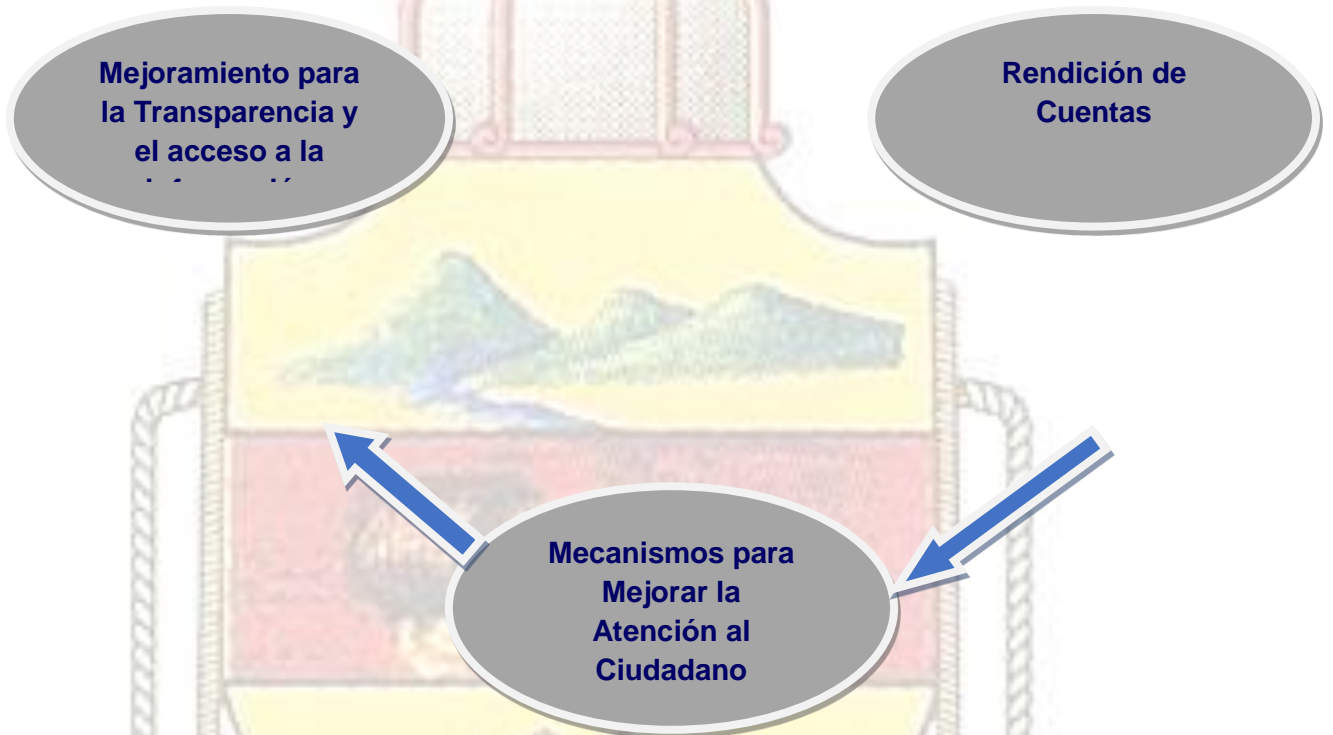 Mejoramiento para
la Transparencia y
el acceso a la
Rendición de
Cuentas
Mecanismos para
Mejorar la
Atención al
Ciudadano